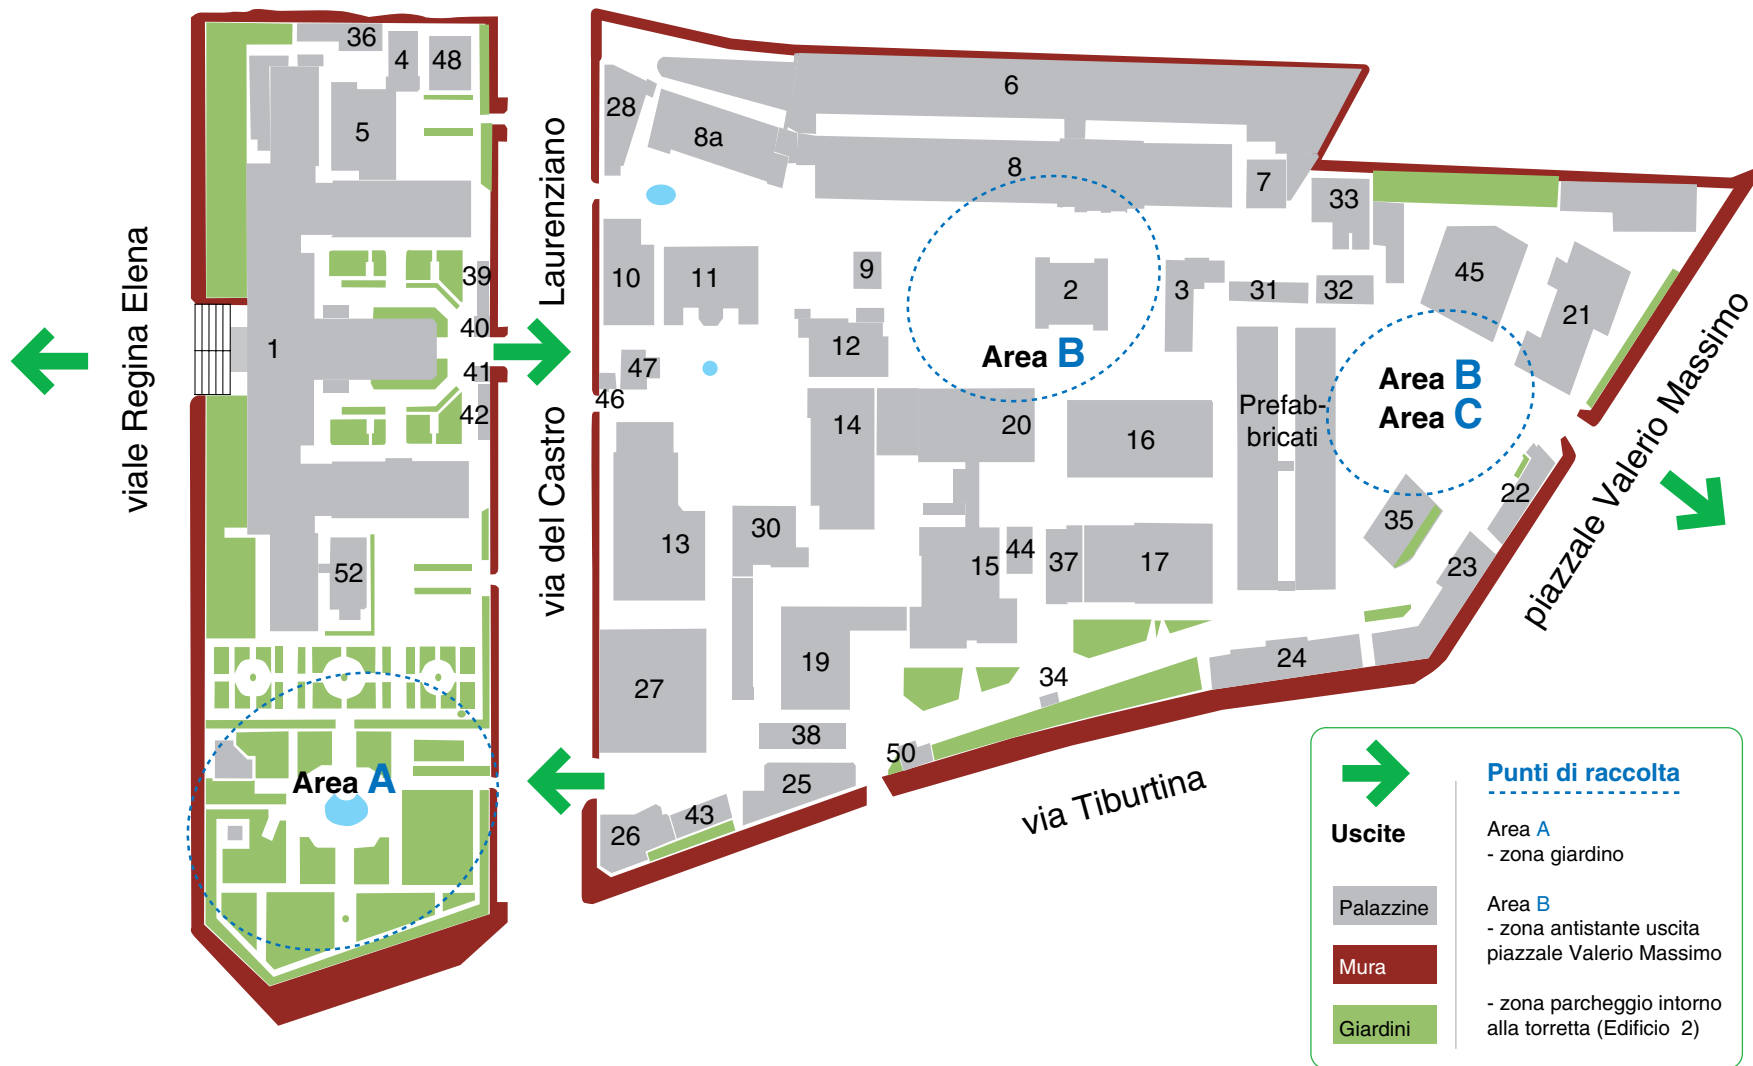 36
4
48
5
1
39
40
41
42
52
viale Regina Elena
Area A
Laurenziano
via del Castro
28
8a
6
8
7
33
10
11
9
2
3
31
32
45
21
Area B
12
47
46
14
20
16
Prefab-
bricati
Area B
Area C
piazzale Valerio Massimo
13
30
15
44
37
17
35
22
23
27
19
34
24
38
50
25
43
26
via Tiburtina
Uscite
Palazzine
Mura
Giardini
Punti di raccolta
Area A
- zona giardino
Area B
- zona antistante uscita
piazzale Valerio Massimo
- zona parcheggio intorno
alla torretta (Edificio 2)